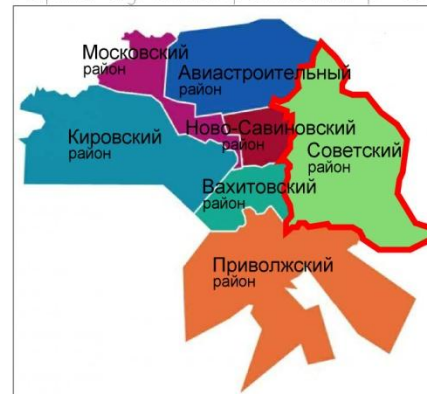 Московский
район
Авиастроительный
район
Ново-Савиновский
район
Кировский
район
Советский
район
Вахитовский
район
Приволжский
район